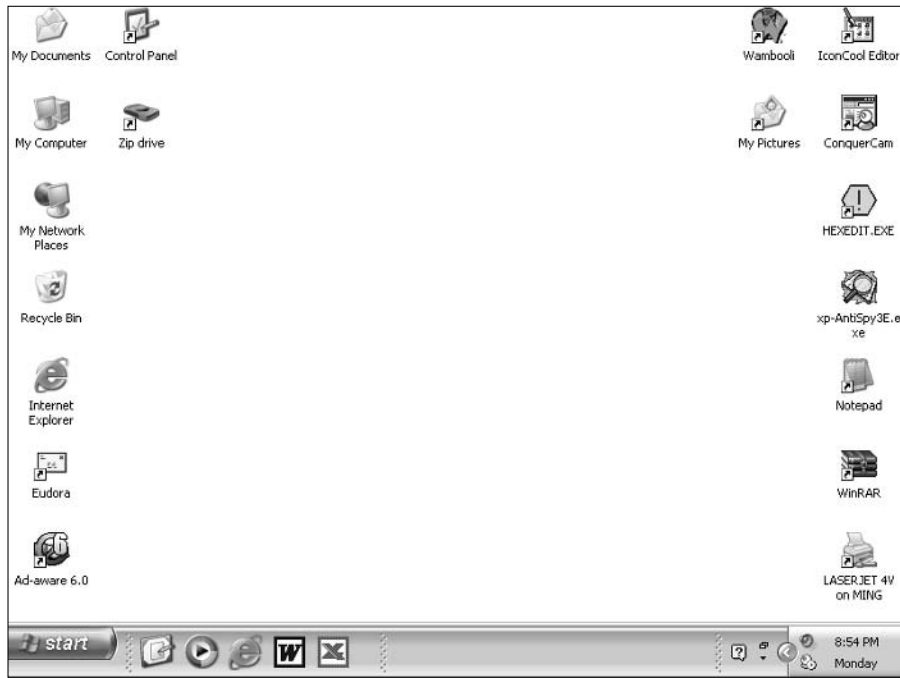 My Documents
Control Panel
Wambooli
IconCool Editor
My Computer
Zip drive
My Pictures
ConquerCam
My Network
Places
HEXEDIT.EXE
Recycle Bin
xp-AntiSpy3E.e
xe
Internet
Explorer
Notepad
Eudora
WinRAR
Ad-aware 6.0
LASERJET 4V
on MING
start
8:54 PM
Monday